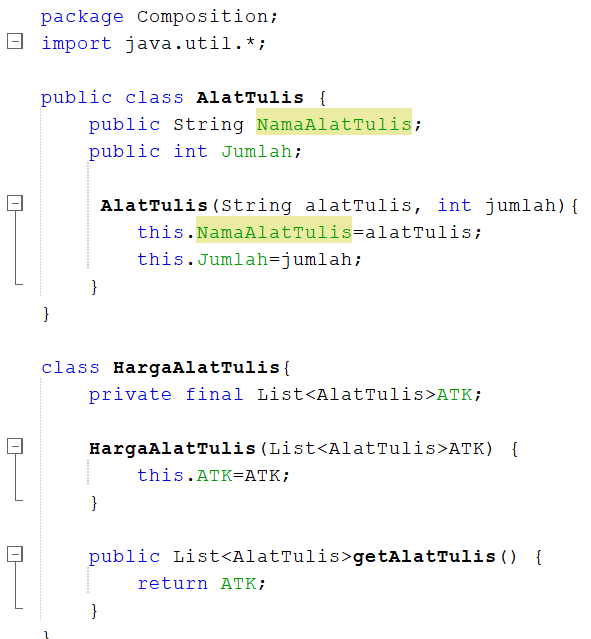 package Composition;
import java.util.*;
public class AlatTulis {
public String NamaAlatTulis;
public int Jumlah;
AlatTulis(String alatTulis, int jumlah){
this.NamaAlatTulis=alatTulis;
this.Jumlah=jumlah;
}
}
class HargaAlatTulis{
private final List<AlatTulis>ATK;
HargaAlatTulis(List<AlatTulis>ATK) {
this.ATK=ATK;
}
public List<AlatTulis>getAlatTulis() {
return ATK;
}
}